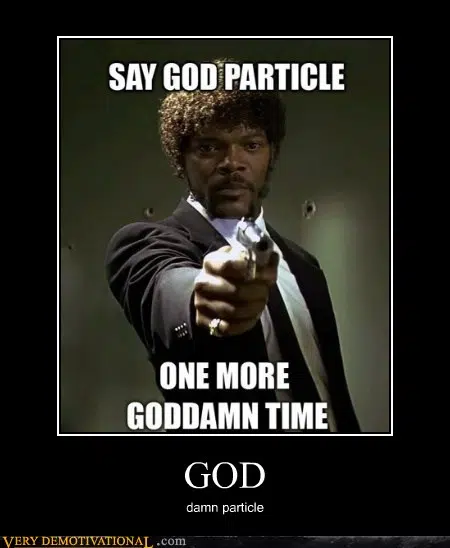 SAY GOD PARTICLE
ONE MORE
GODDAMN TIME
GOD
damn particle
VERY DEMOTIVATIONAL.com